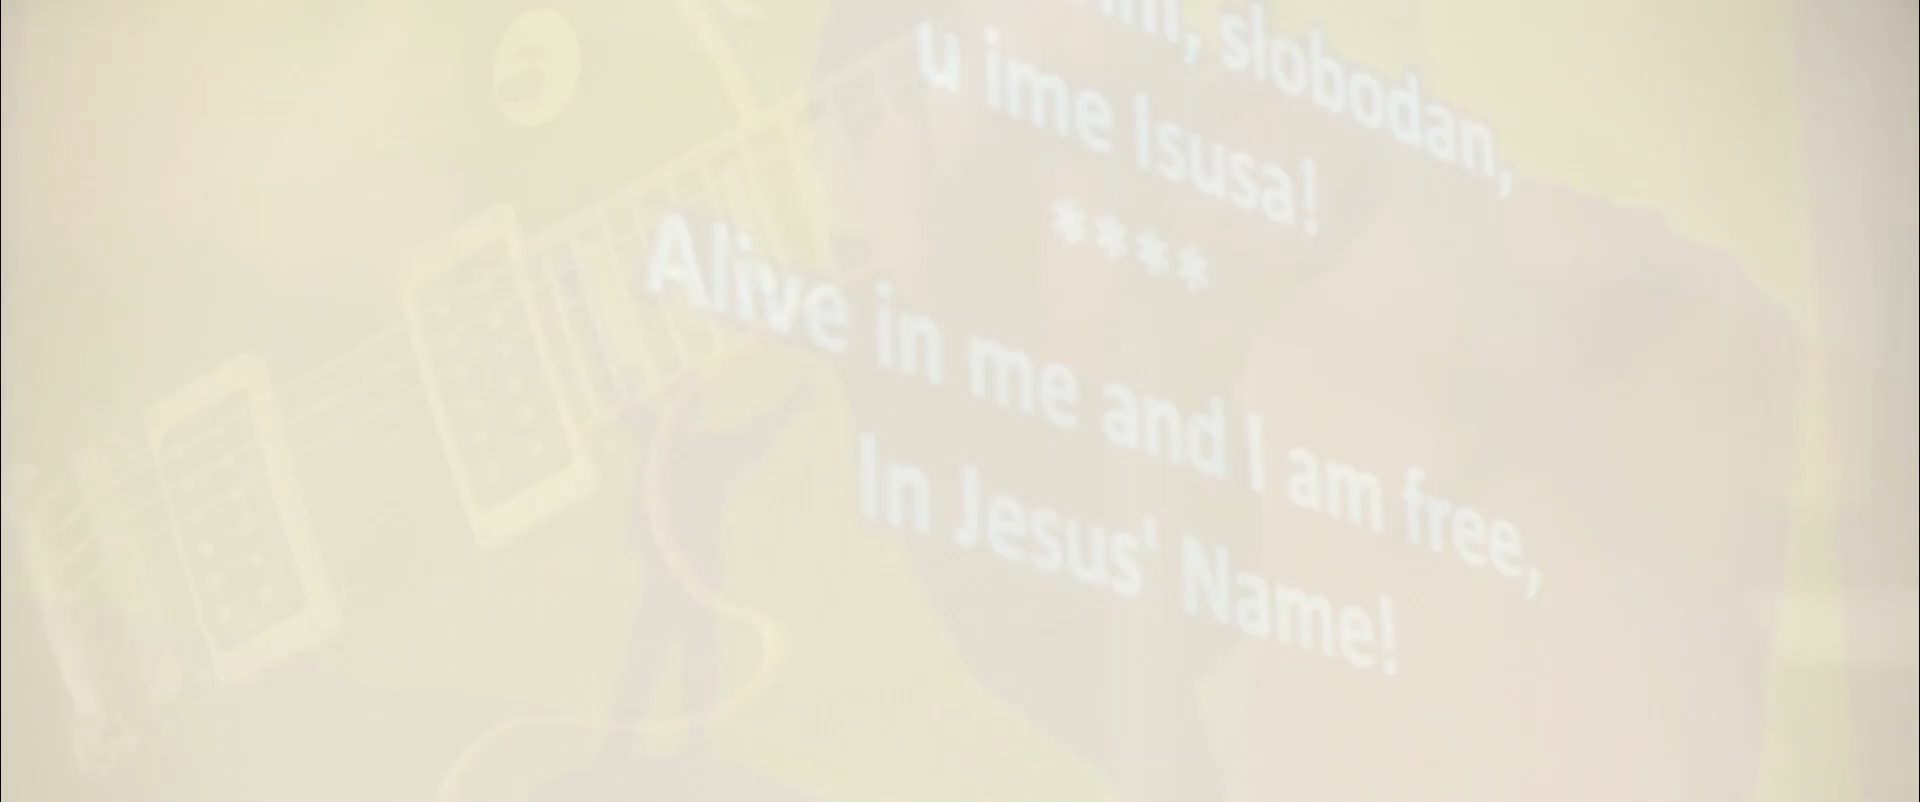 slobodan,
u ime Isusa!
****
Alive in me and I am free,
In Jesus' Name!